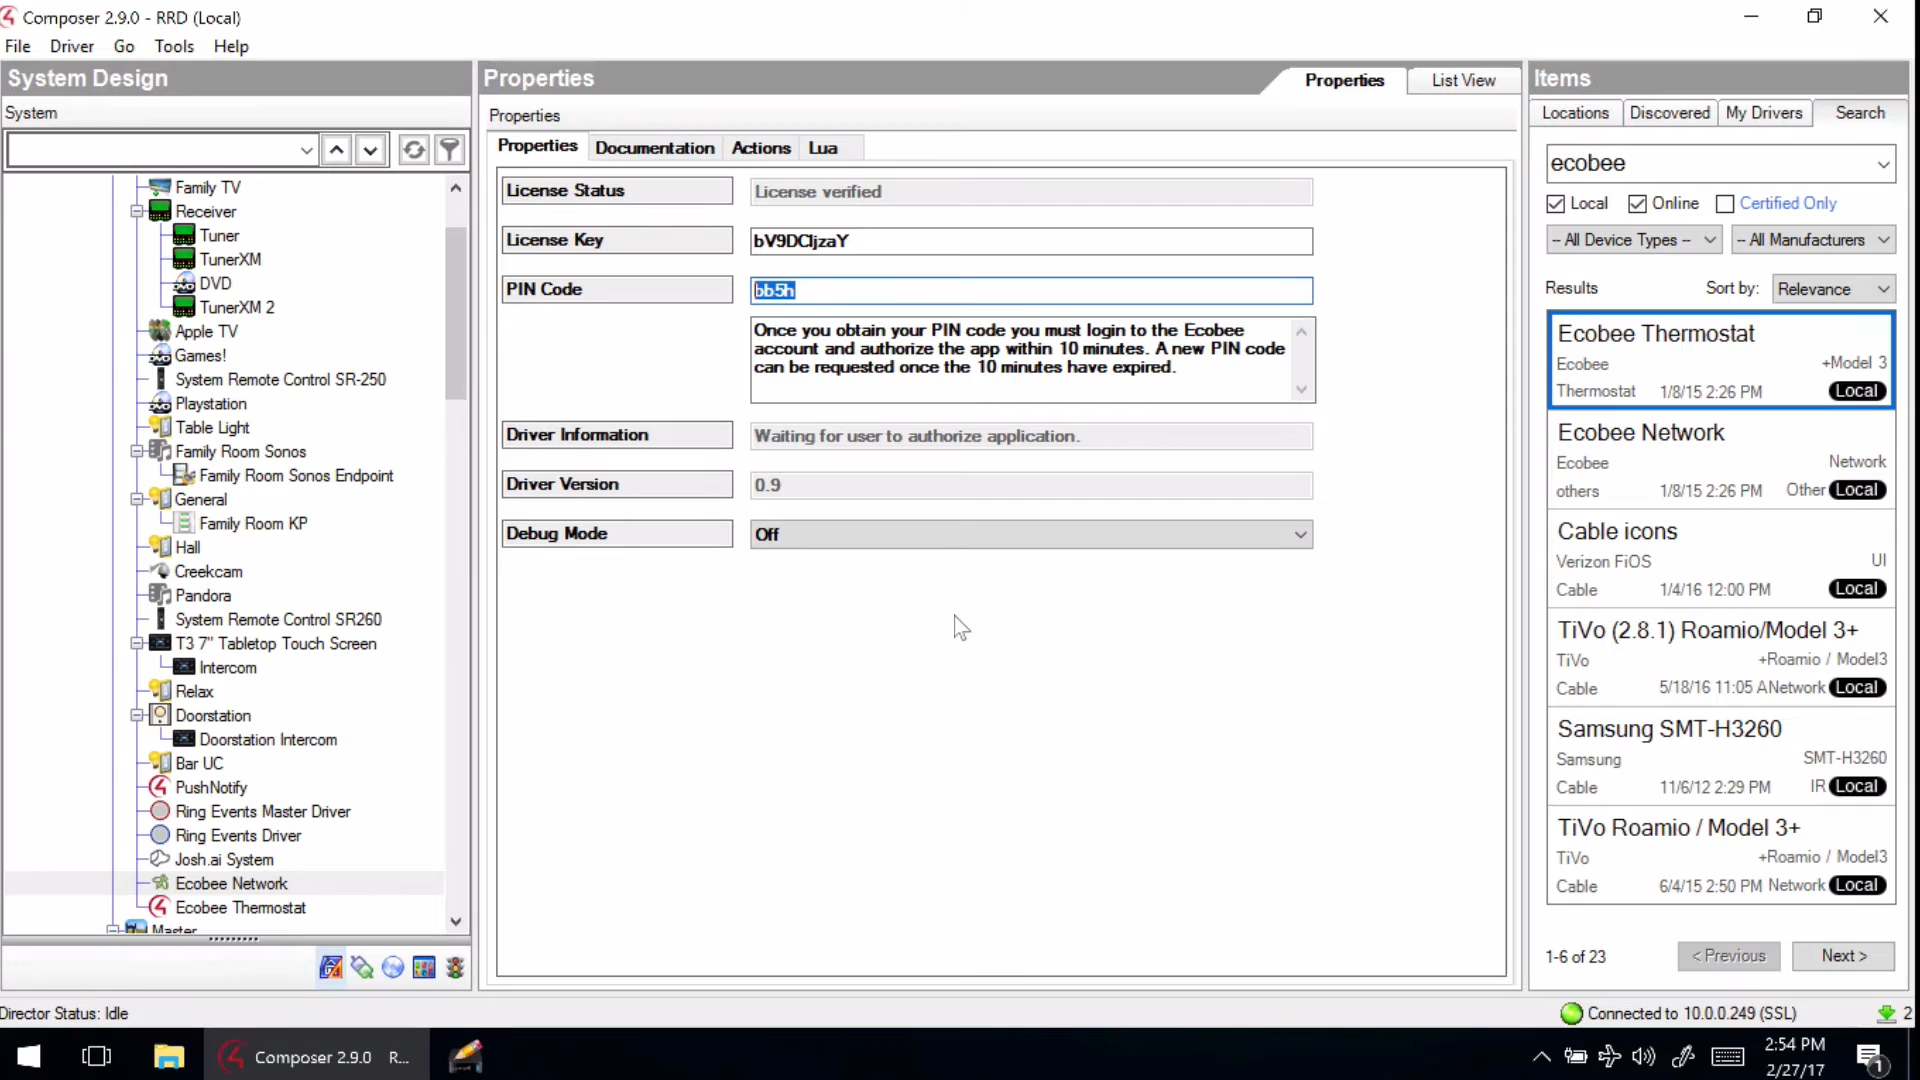 Composer 2.9.0 - RRD (Local)
File Driver Go Tools Help
System Design
System
Family TV
Receiver
Tuner
TunerXM
DVD
TunerXM 2
Apple TV
Games!
System Remote Control SR-250
Playstation
Table Light
Family Room Sonos
Family Room Sonos Endpoint
General
Family Room KP
Hall
Creekcam
Pandora
System Remote Control SR260
T3 7" Tabletop Touch Screen
Intercom
Relax
Doorstation
Doorstation Intercom
Bar UC
PushNotify
Ring Events Master Driver
Ring Events Driver
Josh.ai System
Ecobee Network
Ecobee Thermostat
Master
Properties
Properties List View
Properties
Properties Documentation Actions Lua
License Status License verified
License Key bV9DCIjzaY
PIN Code bb5h
Once you obtain your PIN code you must login to the Ecobee
account and authorize the app within 10 minutes. A new PIN code
can be requested once the 10 minutes have expired.
Driver Information Waiting for user to authorize application.
Driver Version 0.9
Debug Mode Off
Items
Locations Discovered My Drivers Search
ecobee
Local Online Certified Only
-- All Device Types -- -- All Manufacturers
Results Sort by: Relevance
Ecobee Thermostat
Ecobee +Model 3
Thermostat 1/8/15 2:26 PM Local
Ecobee Network
Ecobee Network
others 1/8/15 2:26 PM Other Local
Cable icons
Verizon FiOS UI
Cable 1/4/16 12:00 PM Local
TiVo (2.8.1) Roamio/Model 3+
TiVo +Roamio / Model3
Cable 5/18/16 11:05 ANetwork Local
Samsung SMT-H3260
Samsung SMT-H3260
Cable 11/6/12 2:29 PM IR Local
TiVo Roamio / Model 3+
TiVo +Roamio / Model3
Cable 6/4/15 2:50 PM Network Local
1-6 of 23 < Previous Next >
Director Status: Idle
Connected to 10.0.0.249 (SSL) 2
Composer 2.9.0 R...
2:54 PM
2/27/17
1